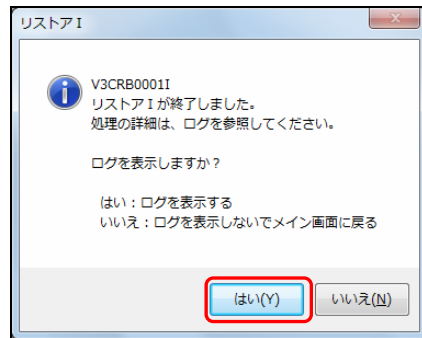 リストアⅠ
V3CRB0001I
リストアⅠが終了しました。
処理の詳細は、ログを参照してください。
ログを表示しますか？
はい：ログを表示する
いいえ：ログを表示しないでメイン画面に戻る
はい(Y) いいえ(N)